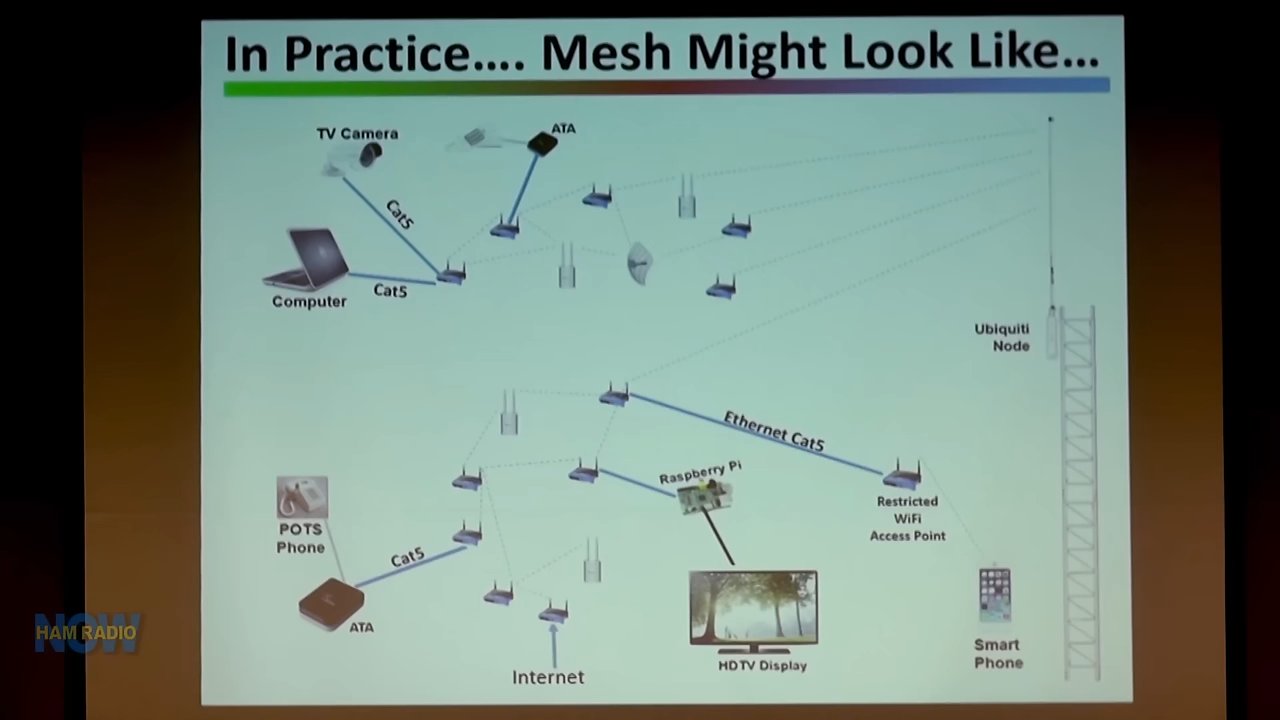 In Practice.... Mesh Might Look Like...
TV Camera
ATA
Cat5
Computer
Cat5
Ubiquiti
Node
Ethernet Cat5
Raspberry Pi
Restricted
WiFi
Access Point
POTS
Phone
Cat5
ATA
Internet
HDTV Display
Smart
Phone
NOW
HAM RADIO